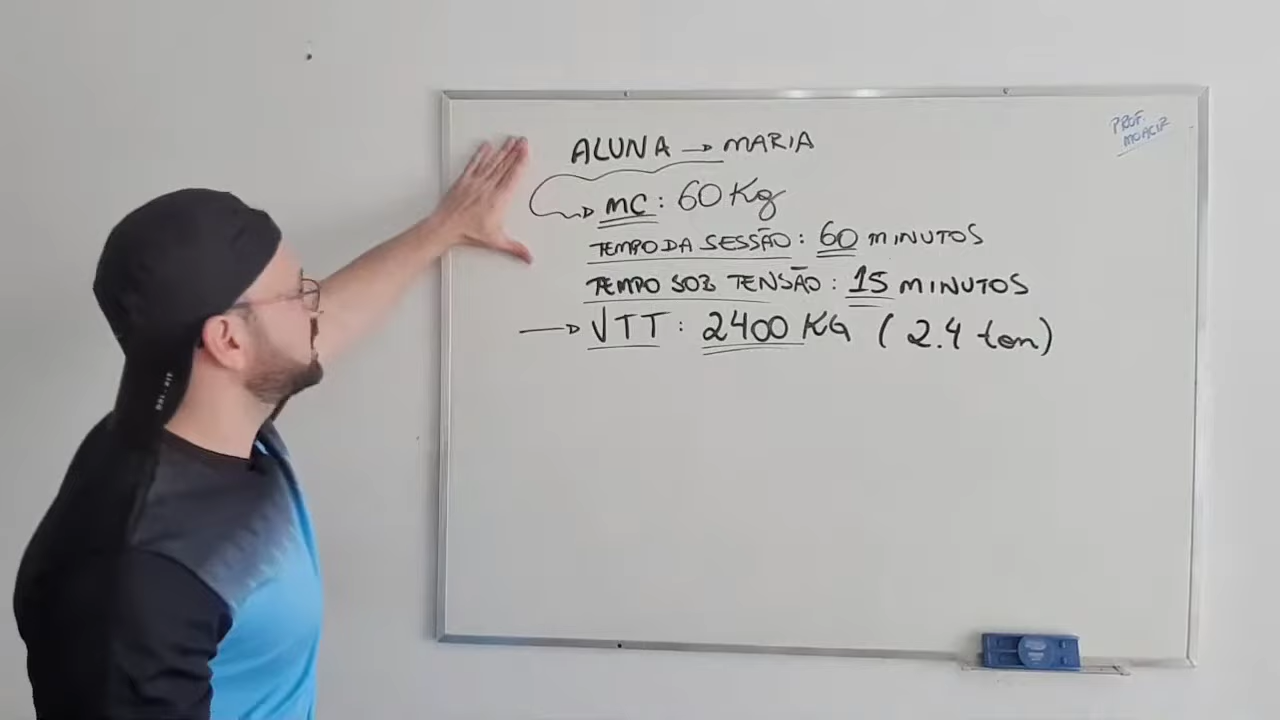 PROF. MOACIR
ALUNA → MARIA
MC: 60 Kg
TEMPO DA SESSÃO: 60 MINUTOS
TEMPO SOB TENSÃO: 15 MINUTOS
→ VTT: 2400 KG (2.4 ton)